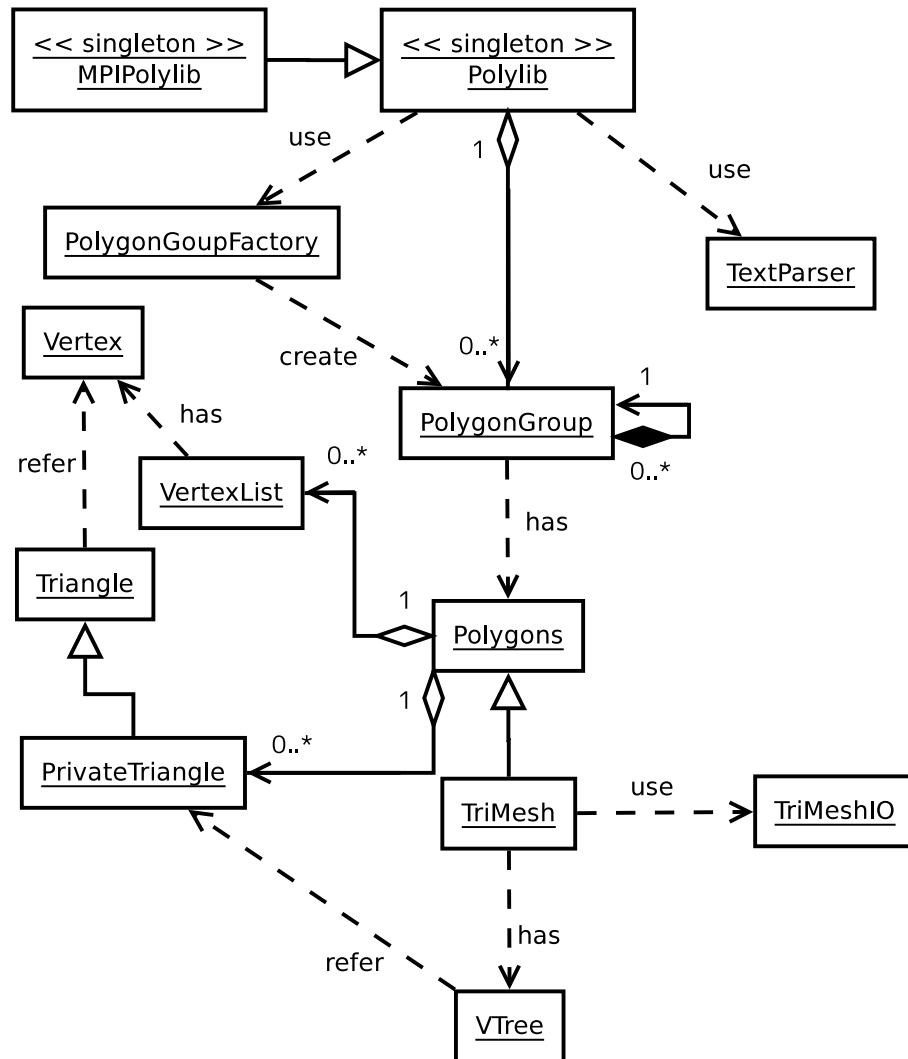 << singleton >>
MPIPolylib
<< singleton >>
Polylib
use
1
use
PolygonGoupFactory
TextParser
Vertex
create
0..*
1
has
PolygonGroup
refer
0..*
VertexList
0..*
has
Triangle
1
Polygons
1
0..*
PrivateTriangle
use
TriMesh
TriMeshIO
has
refer
VTree